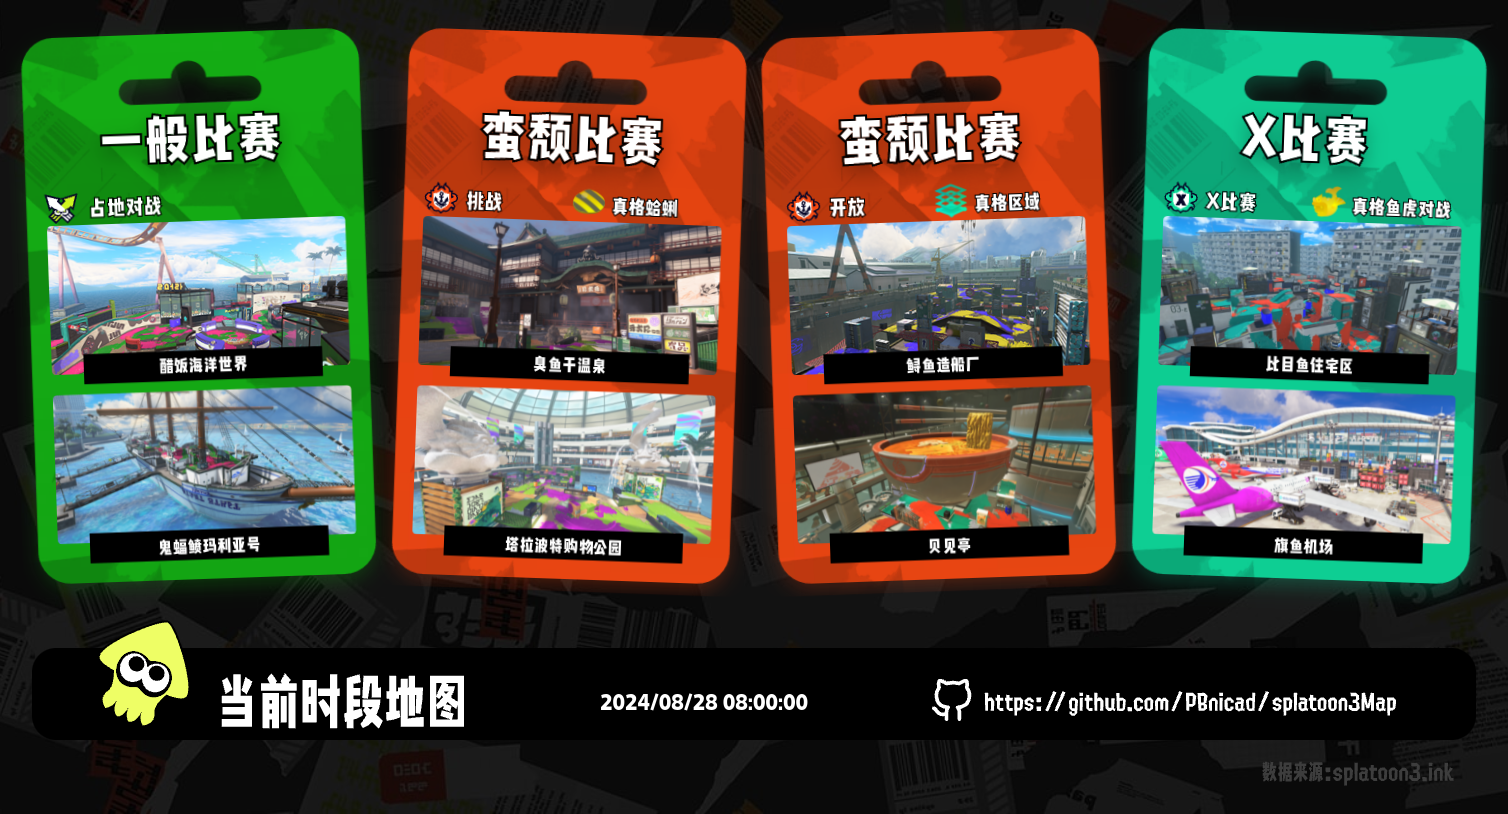 一般比赛
占地对战
醋饭海洋世界
鬼蝠鲼玛利亚号
蛮颓比赛
挑战
真格蛤蜊
臭鱼干温泉
塔拉波特购物公园
蛮颓比赛
开放
真格区域
鲟鱼造船厂
贝见亭
X比赛
X比赛
真格鱼虎对战
比目鱼住宅区
旗鱼机场
当前时段地图
2024/08/28 08:00:00
https://github.com/PBnicad/splatoon3Map
数据来源:splatoon3.ink